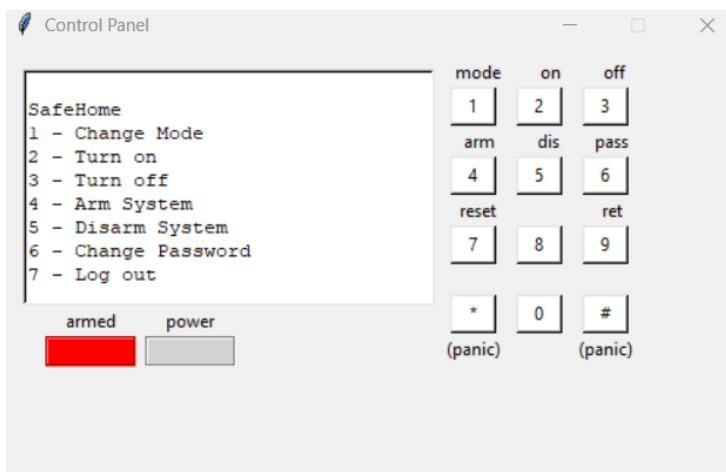 Control Panel
SafeHome
1 - Change Mode
2 - Turn on
3 - Turn off
4 - Arm System
5 - Disarm System
6 - Change Password
7 - Log out
armed power
mode on off
1 2 3
arm dis pass
4 5 6
reset ret
7 8 9
* 0 #
(panic) (panic)